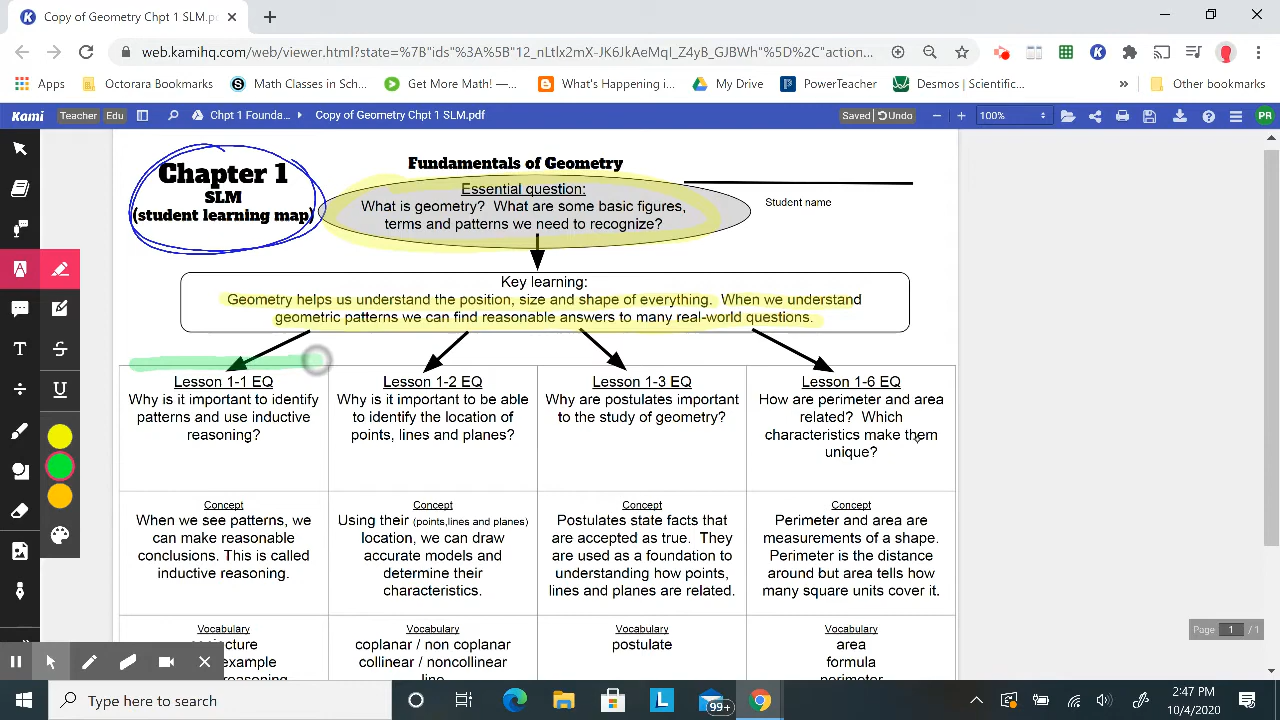 Copy of Geometry Chpt 1 SLM.pdf
web.kamihq.com/web/viewer.html?state=%7B"ids"%3A%5B"12_nLtlx2mX-JK6JkAeMqI_Z4yB_GJBWVt"%5D%2C"action...
Apps
Octorara Bookmarks
Math Classes in Sch...
Get More Math! —...
What's Happening i...
My Drive
PowerTeacher
Desmos | Scientific...
»
Other bookmarks
Kami
Teacher
Edu
Chpt 1 Founda...
Copy of Geometry Chpt 1 SLM.pdf
Saved
Undo
100%
PR
Chapter 1
SLM
(student learning map)
Fundamentals of Geometry
Essential question:
What is geometry? What are some basic figures,
terms and patterns we need to recognize?
Student name
Key learning:
Geometry helps us understand the position, size and shape of everything. When we understand
geometric patterns we can find reasonable answers to many real-world questions.
Lesson 1-1 EQ
Why is it important to identify
patterns and use inductive
reasoning?
Lesson 1-2 EQ
Why is it important to be able
to identify the location of
points, lines and planes?
Lesson 1-3 EQ
Why are postulates important
to the study of geometry?
Lesson 1-6 EQ
How are perimeter and area
related? Which
characteristics make them
unique?
Concept
When we see patterns, we
can make reasonable
conclusions. This is called
inductive reasoning.
Concept
Using their (points,lines and planes)
location, we can draw
accurate models and
determine their
characteristics.
Concept
Postulates state facts that
are accepted as true. They
are used as a foundation to
understanding how points,
lines and planes are related.
Concept
Perimeter and area are
measurements of a shape.
Perimeter is the distance
around but area tells how
many square units cover it.
Vocabulary
example
reasoning
Vocabulary
coplanar / non coplanar
collinear / noncollinear
line
Vocabulary
postulate
Vocabulary
area
formula
perimeter
Page 1 / 1
Type here to search
99+
2:47 PM
10/4/2020